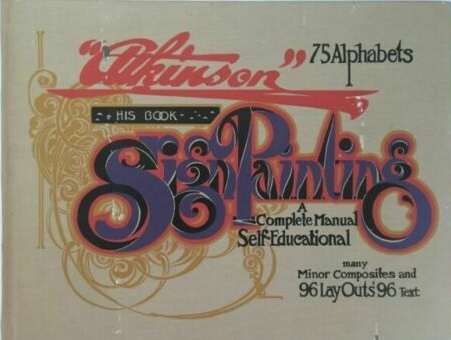 "Atkinson"
75 Alphabets
HIS BOOK
Sign Painting
A
Complete Manual
Self-Educational
many
Minor Composites and
96 Lay Outs '96 Text